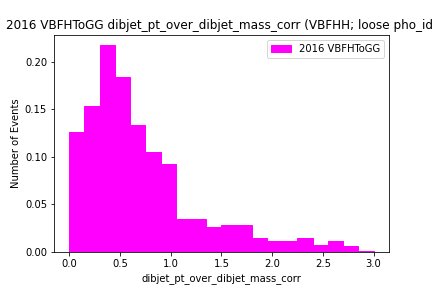 2016 VBFHToGG dibjet_pt_over_dibjet_mass_corr (VBFHH; loose pho_id
2016 VBFHToGG
Number of Events
0.20
0.15
0.10
0.05
0.00
0.0 0.5 1.0 1.5 2.0 2.5 3.0
dibjet_pt_over_dibjet_mass_corr